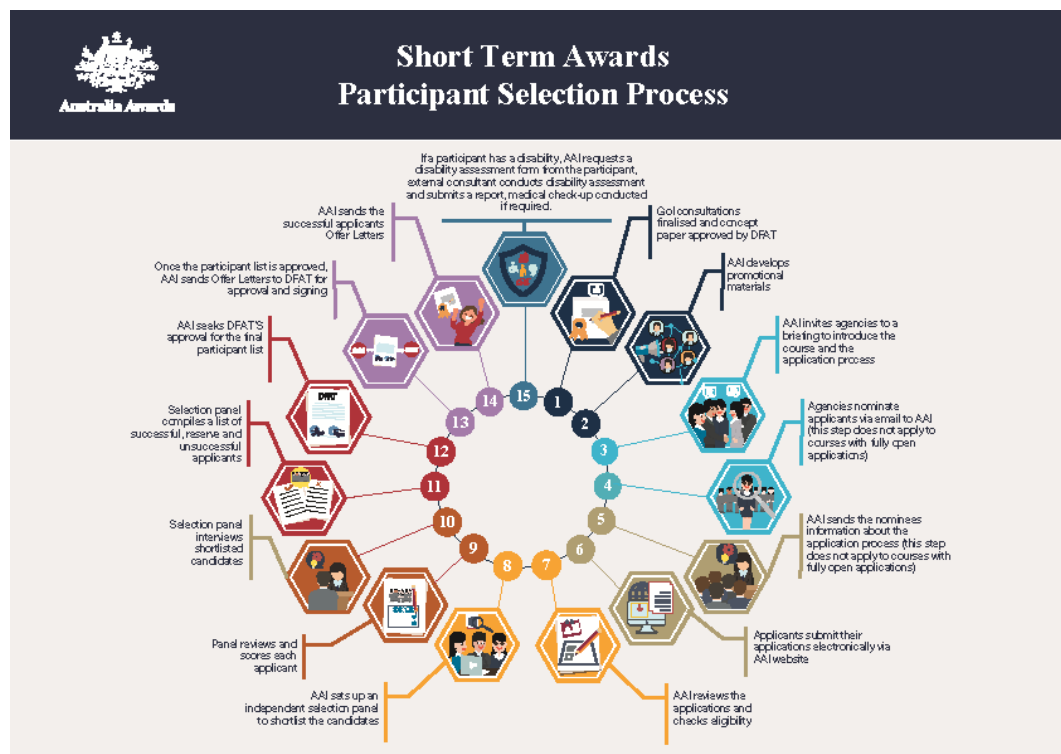 Australia Awards
Short Term Awards
Participant Selection Process
If a participant has a disability, AAI requests a
disability assessment form from the participant,
external consultant conducts disability assessment
and submits a report, medical check-up conducted
if required.
GoI consultations
finalised and concept
paper approved by DFAT
AAI develops
promotional
materials
AAI invites agencies to a
briefing to introduce the
course and the
application process
Agencies nominate
applicants via email to AAI
(this step does not apply to
courses with fully open
applications)
AAI sends the nominees
information about the
application process (this step
does not apply to courses with
fully open applications)
Applicants submit their
applications electronically via
AAI website
AAI reviews the
applications and
checks eligibility
AAI sets up an
independent selection panel
to shortlist the candidates
Panel reviews and
scores each
applicant
Selection panel
interviews
shortlisted
candidates
Selection panel
compiles a list of
successful, reserve and
unsuccessful
applicants
AAI seeks DFAT'S
approval for the final
participant list
Once the participant list is approved,
AAI sends Offer Letters to DFAT for
approval and signing
AAI sends the
successful applicants
Offer Letters
1
2
3
4
5
6
7
8
9
10
11
12
13
14
15
DFAT